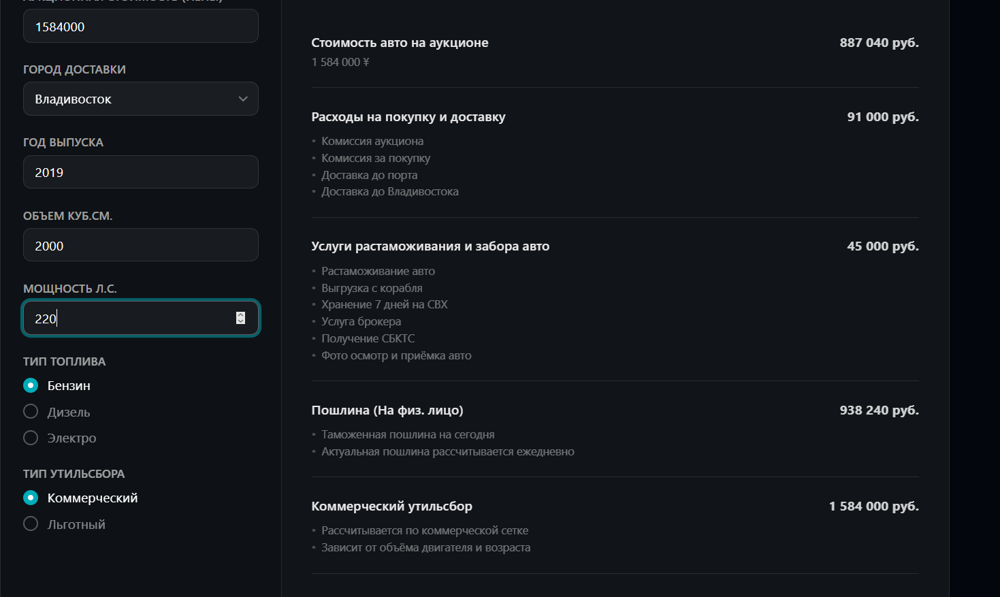 1584000
ГОРОД ДОСТАВКИ
Владивосток
ГОД ВЫПУСКА
2019
ОБЪЕМ КУБ.СМ.
2000
МОЩНОСТЬ Л.С.
220
ТИП ТОПЛИВА
Бензин
Дизель
Электро
ТИП УТИЛЬСБОРА
Коммерческий
Льготный
Стоимость авто на аукционе 887 040 руб.
1 584 000 ¥
Расходы на покупку и доставку 91 000 руб.
• Комиссия аукциона
• Комиссия за покупку
• Доставка до порта
• Доставка до Владивостока
Услуги растаможивания и забора авто 45 000 руб.
• Растаможивание авто
• Выгрузка с корабля
• Хранение 7 дней на СВХ
• Услуга брокера
• Получение СБКТС
• Фото осмотр и приёмка авто
Пошлина (На физ. лицо) 938 240 руб.
• Таможенная пошлина на сегодня
• Актуальная пошлина рассчитывается ежедневно
Коммерческий утильсбор 1 584 000 руб.
• Рассчитывается по коммерческой сетке
• Зависит от объёма двигателя и возраста